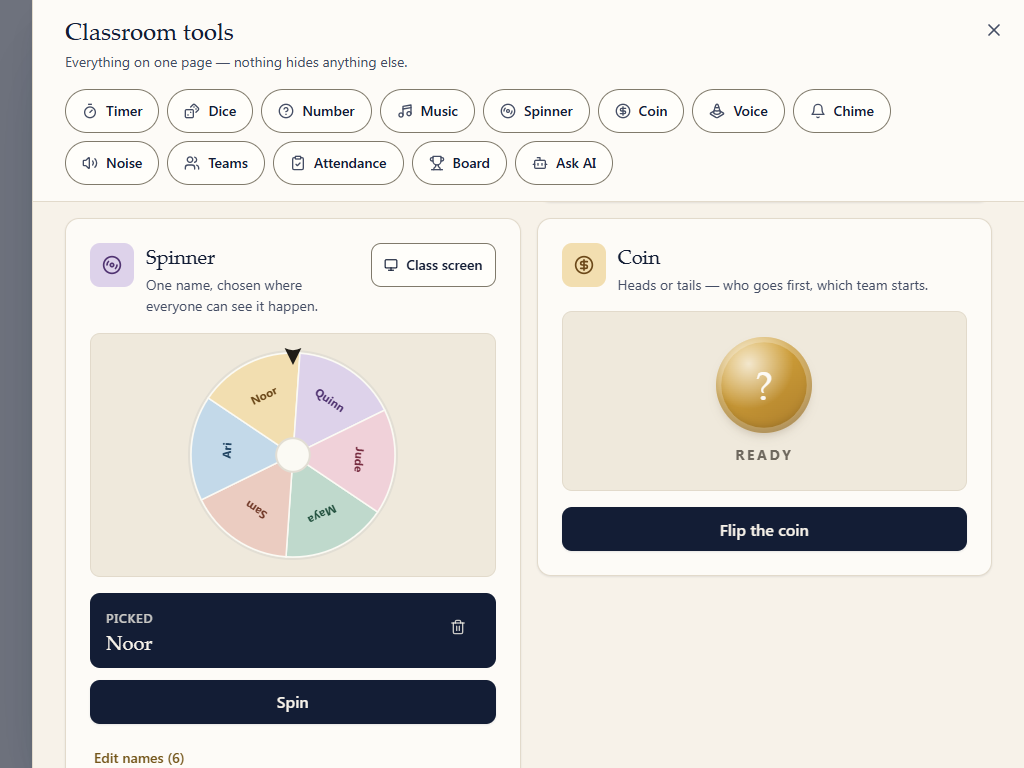 Classroom tools
Everything on one page — nothing hides anything else.
Timer
Dice
Number
Music
Spinner
Coin
Voice
Chime
Noise
Teams
Attendance
Board
Ask AI
Spinner
One name, chosen where
everyone can see it happen.
Class screen
Noor
Quinn
Jude
Maya
Sam
Ari
PICKED
Noor
Spin
Edit names (6)
Coin
Heads or tails — who goes first, which team starts.
?
READY
Flip the coin